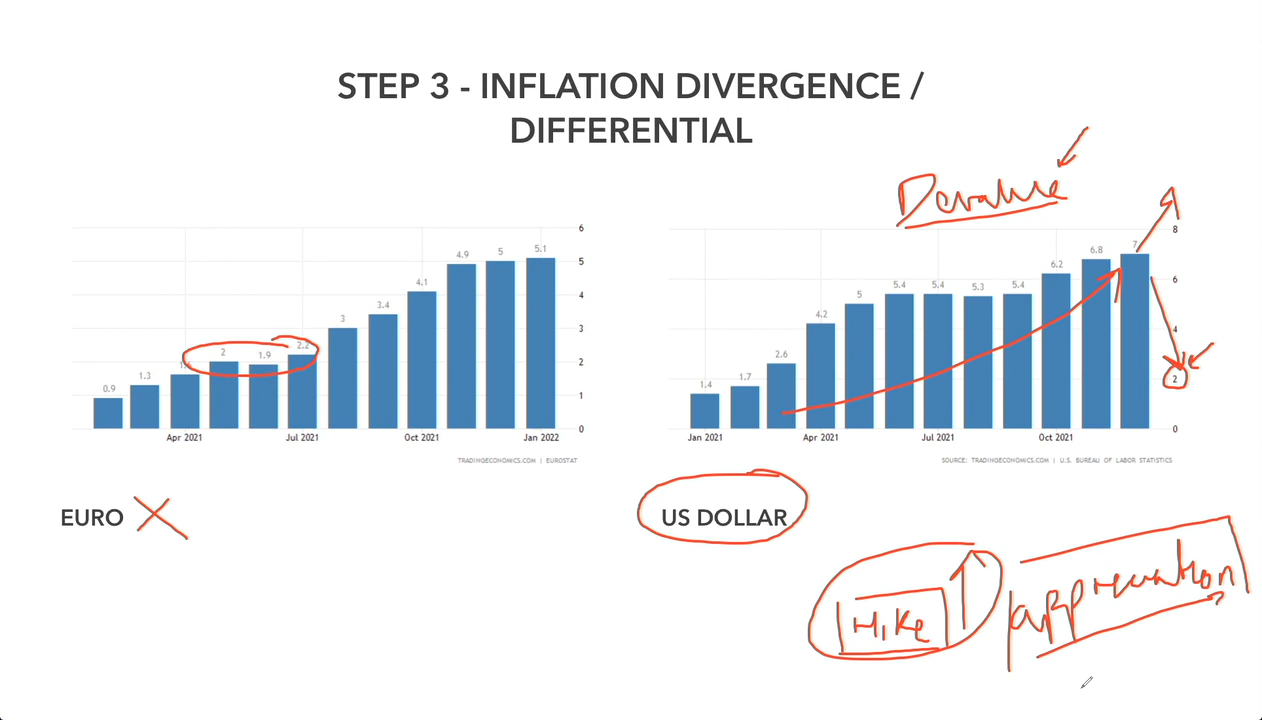 STEP 3 - INFLATION DIVERGENCE /
DIFFERENTIAL
Devalue
6
5
4
3
2
1
0
0.9
1.3
2
1.9
2.2
3
3.4
4.1
4.9
5
5.1
Apr 2021
Jul 2021
Oct 2021
Jan 2022
TRADINGECONOMICS.COM | EUROSTAT
8
6
4
2
0
1.4
1.7
2.6
4.2
5
5.4
5.4
5.3
5.4
6.2
6.8
7
Jan 2021
Apr 2021
Jul 2021
Oct 2021
SOURCE: TRADINGECONOMICS.COM | U.S. BUREAU OF LABOR STATISTICS
EURO
US DOLLAR
Hike
appreciation